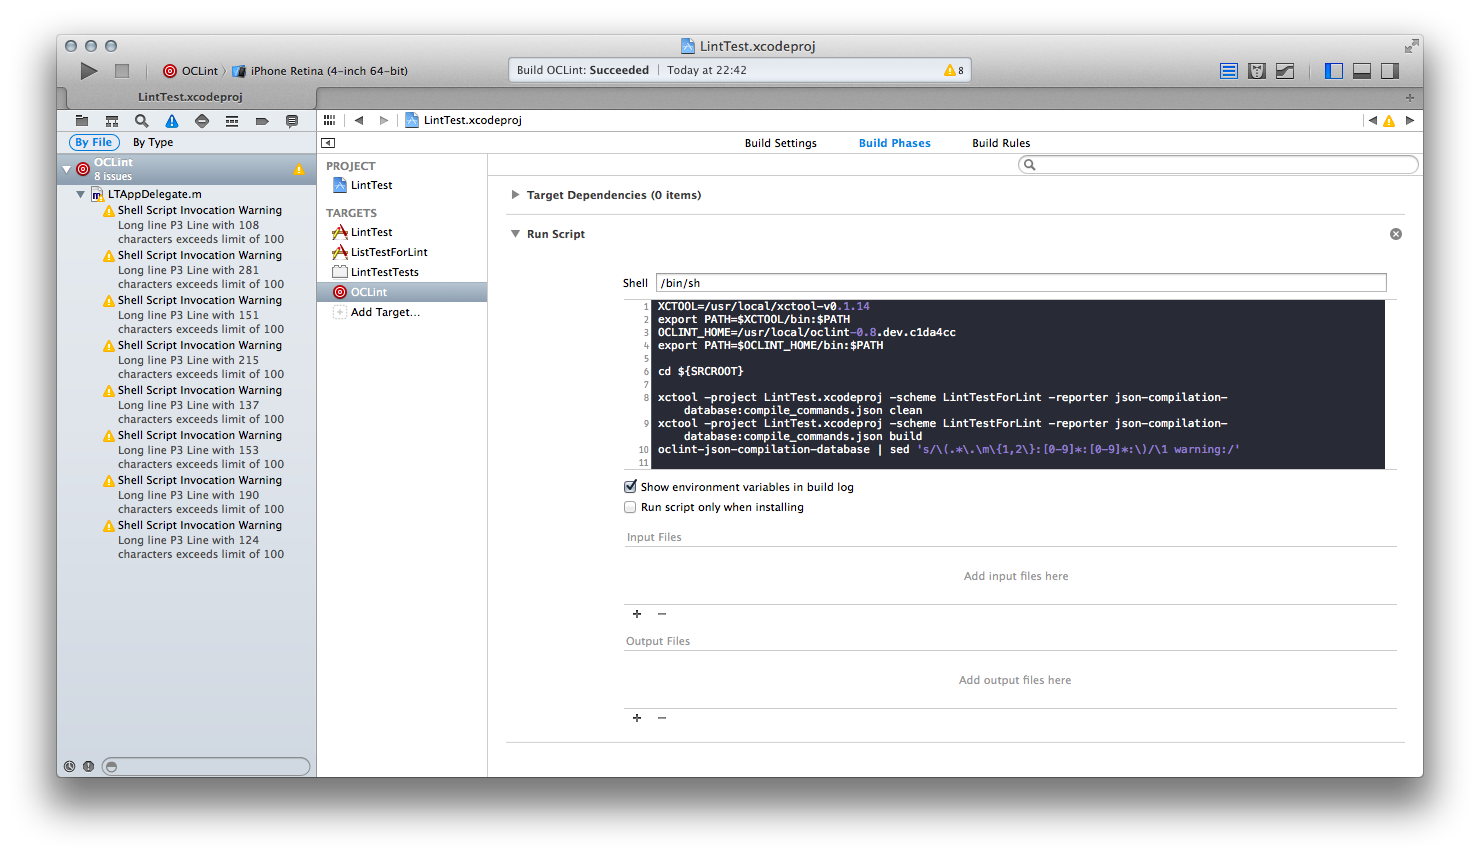 LintTest.xcodeproj
OCLint iPhone Retina (4-inch 64-bit)
Build OCLint: Succeeded Today at 22:42 8
LintTest.xcodeproj
LintTest.xcodeproj
By File By Type
OCLint
8 issues
LTAppDelegate.m
Shell Script Invocation Warning
Long line P3 Line with 108
characters exceeds limit of 100
Shell Script Invocation Warning
Long line P3 Line with 281
characters exceeds limit of 100
Shell Script Invocation Warning
Long line P3 Line with 151
characters exceeds limit of 100
Shell Script Invocation Warning
Long line P3 Line with 215
characters exceeds limit of 100
Shell Script Invocation Warning
Long line P3 Line with 137
characters exceeds limit of 100
Shell Script Invocation Warning
Long line P3 Line with 153
characters exceeds limit of 100
Shell Script Invocation Warning
Long line P3 Line with 190
characters exceeds limit of 100
Shell Script Invocation Warning
Long line P3 Line with 124
characters exceeds limit of 100
PROJECT
LintTest
TARGETS
LintTest
ListTestForLint
LintTestTests
OCLint
Add Target...
Build Settings Build Phases Build Rules
Target Dependencies (0 items)
Run Script
Shell /bin/sh
1 XCTOOL=/usr/local/xctool-v0.1.14
2 export PATH=$XCTOOL/bin:$PATH
3 OCLINT_HOME=/usr/local/oclint-0.8.dev.c1da4cc
4 export PATH=$OCLINT_HOME/bin:$PATH
5
6 cd ${SRCROOT}
7
8 xctool -project LintTest.xcodeproj -scheme LintTestForLint -reporter json-compilation-
database:compile_commands.json clean
9 xctool -project LintTest.xcodeproj -scheme LintTestForLint -reporter json-compilation-
database:compile_commands.json build
10 oclint-json-compilation-database | sed 's/\(.*\.\m\{1,2\}:[0-9]*:[0-9]*:\)/\1 warning:/'
11
Show environment variables in build log
Run script only when installing
Input Files
Add input files here
+ −
Output Files
Add output files here
+ −